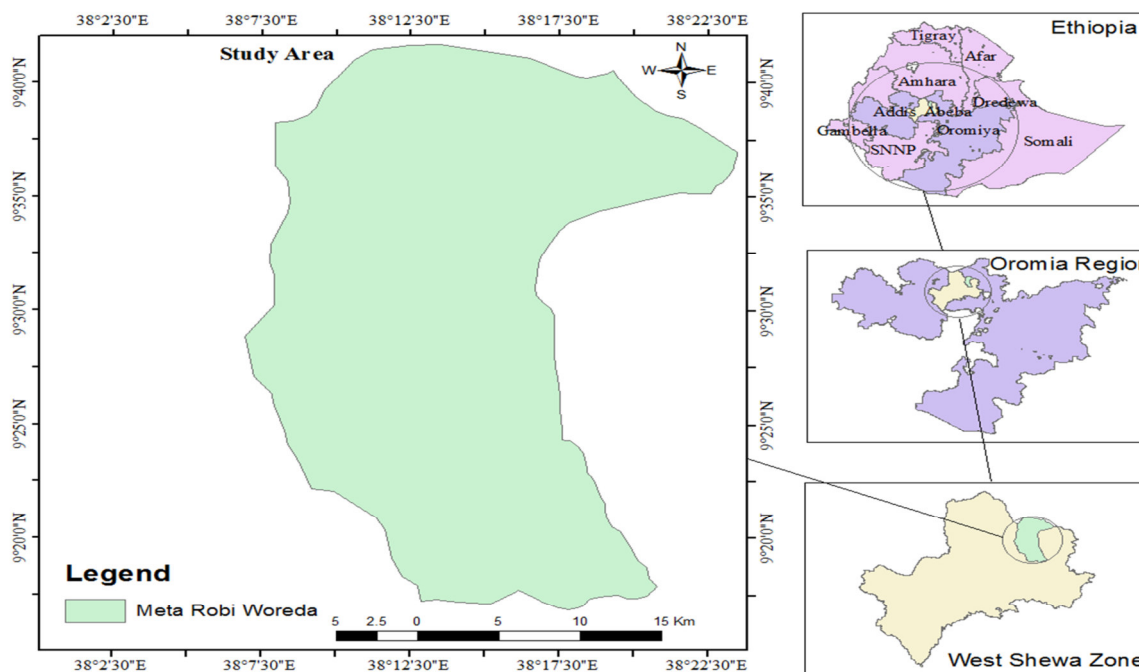 38°2'30"E 38°7'30"E 38°12'30"E 38°17'30"E 38°22'30"E
Study Area
N
W E
S
9°40'0"N
9°35'0"N
9°30'0"N
9°25'0"N
9°20'0"N
9°40'0"N
9°35'0"N
9°30'0"N
9°25'0"N
9°20'0"N
Legend
Meta Robi Woreda
5 2.5 0 5 10 15 Km
38°2'30"E 38°7'30"E 38°12'30"E 38°17'30"E 38°22'30"E
Ethiopia
Tigray
Afar
Amhara
Dredewa
Addis Abeba
Gambella
Oromiya
SNNP
Somali
Oromia Region
West Shewa Zone